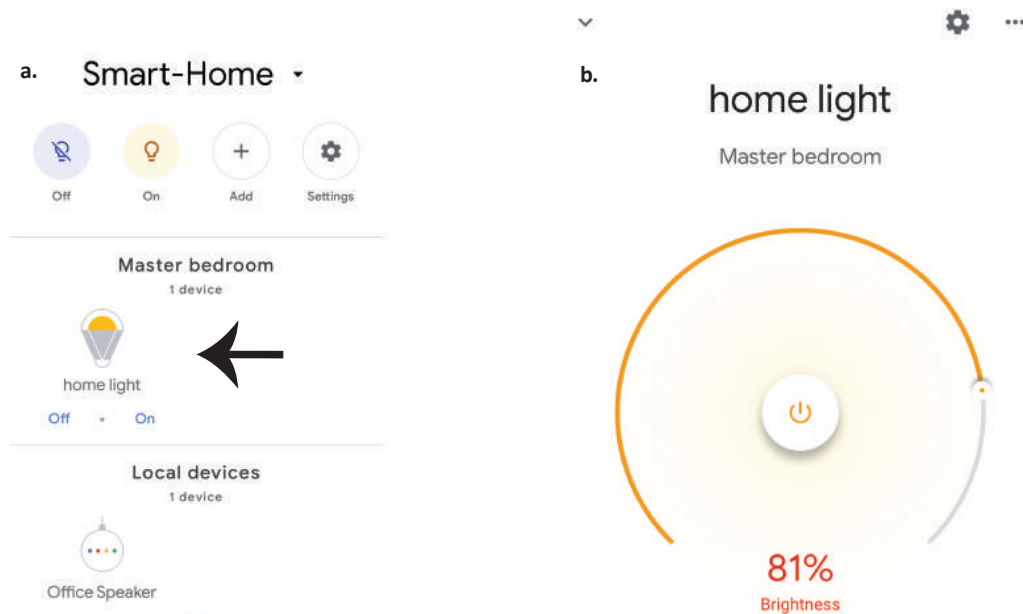 a.
Smart-Home
Off
On
Add
Settings
Master bedroom
1 device
home light
Off • On
Local devices
1 device
Office Speaker
b.
home light
Master bedroom
81%
Brightness